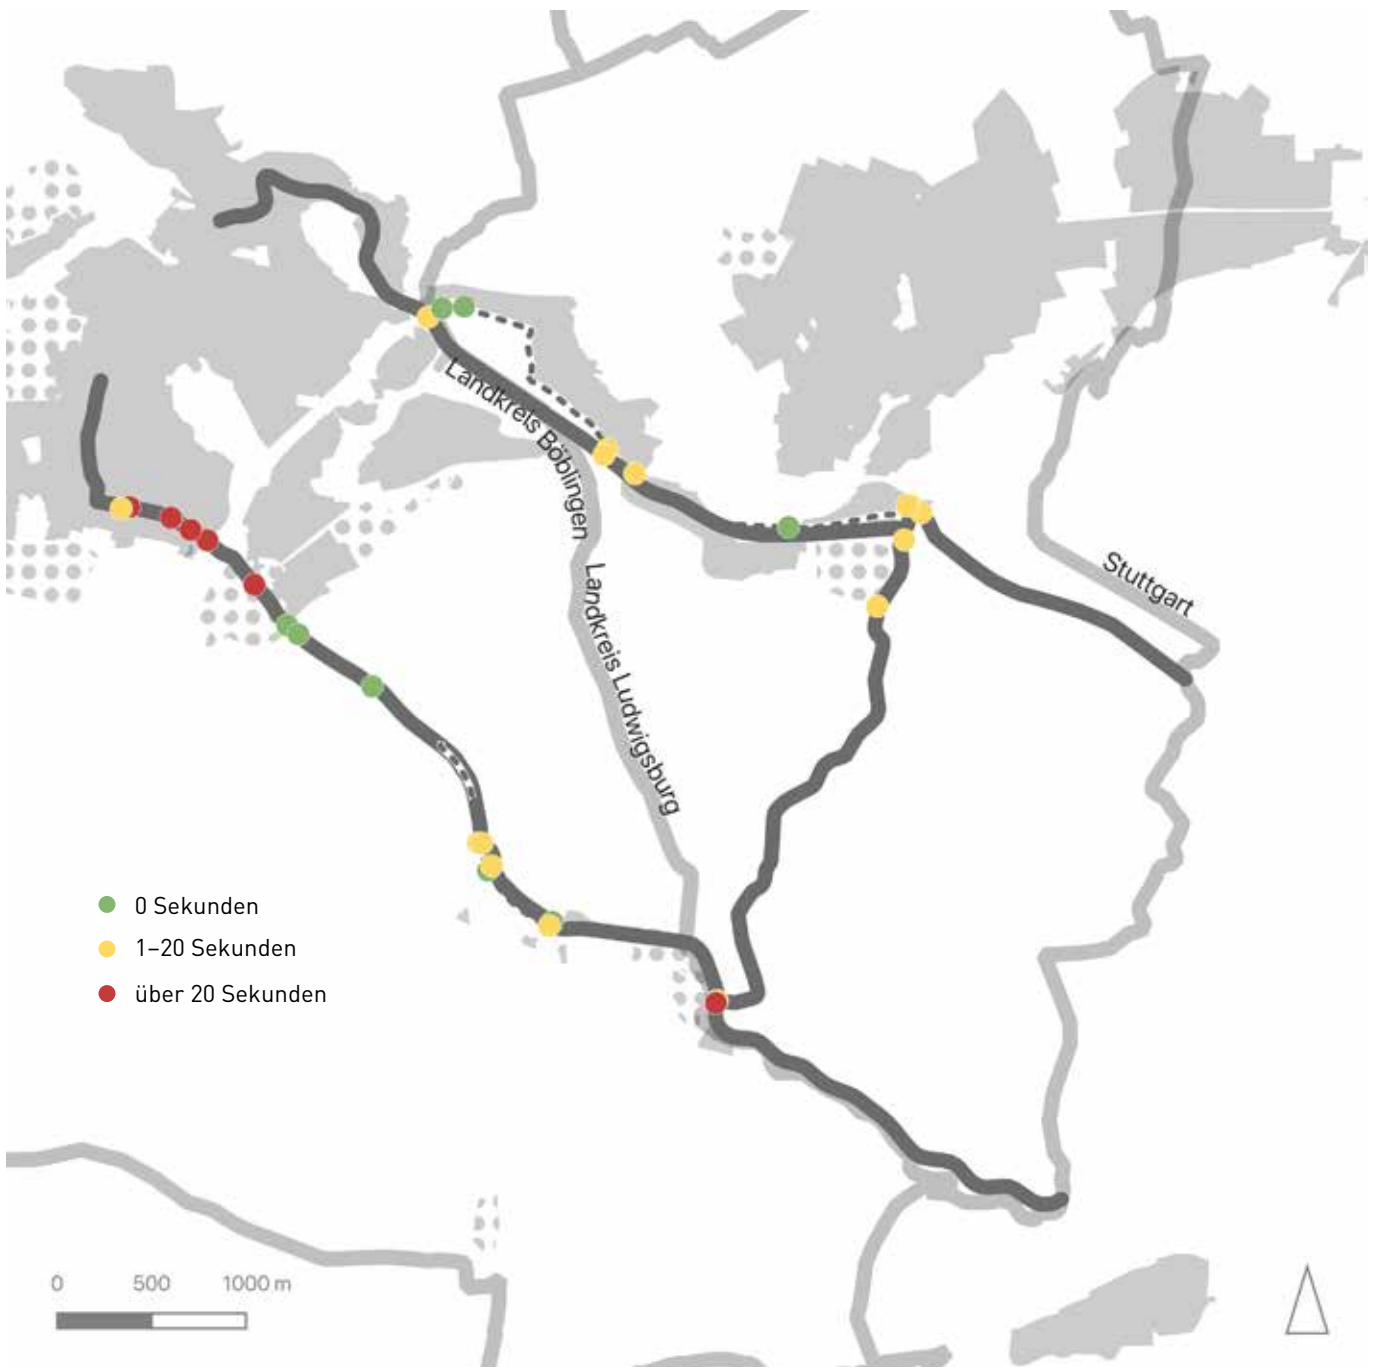 Landkreis Böblingen
Landkreis Ludwigsburg
Stuttgart
0 Sekunden
1–20 Sekunden
über 20 Sekunden
0 500 1000 m